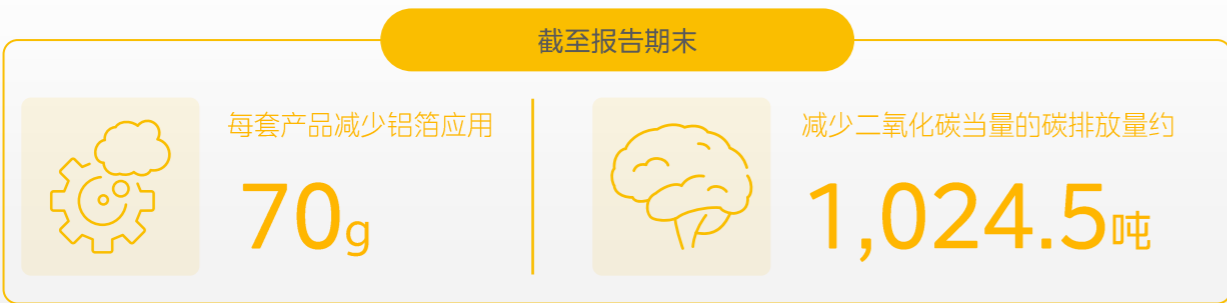 截至报告期末
每套产品减少铝箔应用
70g
减少二氧化碳当量的碳排放量约
1,024.5吨